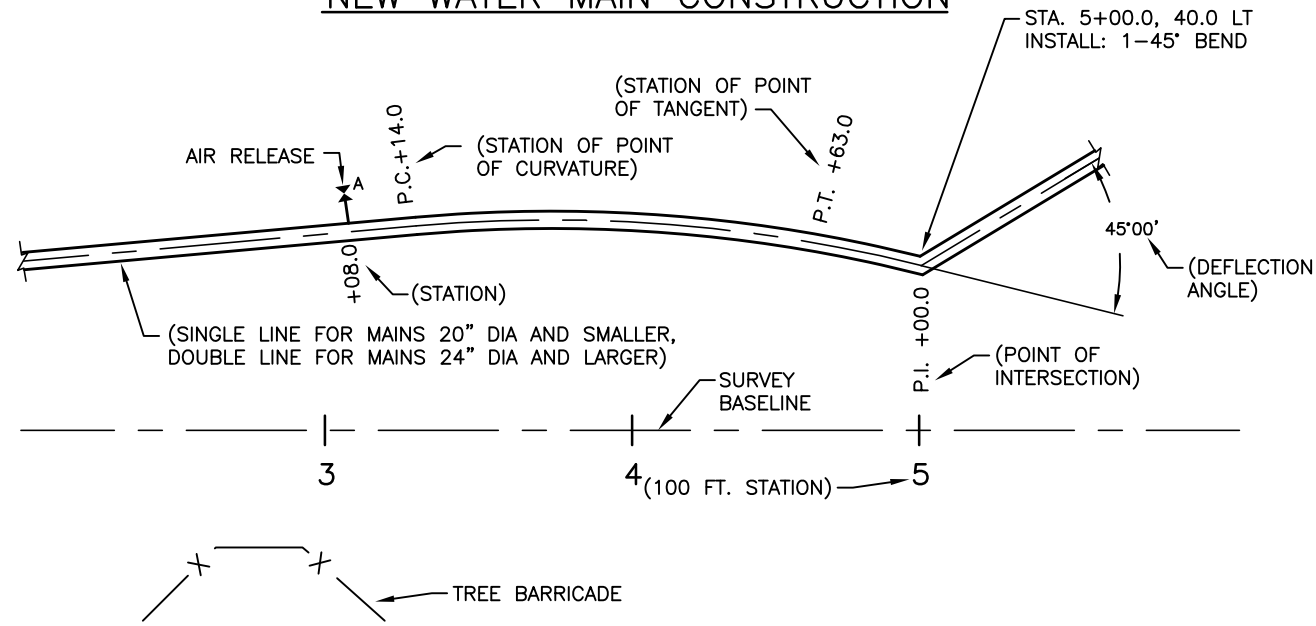 NEW WATER MAIN CONSTRUCTION
STA. 5+00.0, 40.0 LT
INSTALL: 1-45° BEND
(STATION OF POINT
OF TANGENT)
P.C.+14.0
P.T. +63.0
AIR RELEASE
A
(STATION OF POINT
OF CURVATURE)
45°00'
+08.0
(STATION)
(DEFLECTION
ANGLE)
(SINGLE LINE FOR MAINS 20" DIA AND SMALLER,
DOUBLE LINE FOR MAINS 24" DIA AND LARGER)
P.I. +00.0
(POINT OF
INTERSECTION)
SURVEY
BASELINE
3
4
(100 FT. STATION)
5
TREE BARRICADE